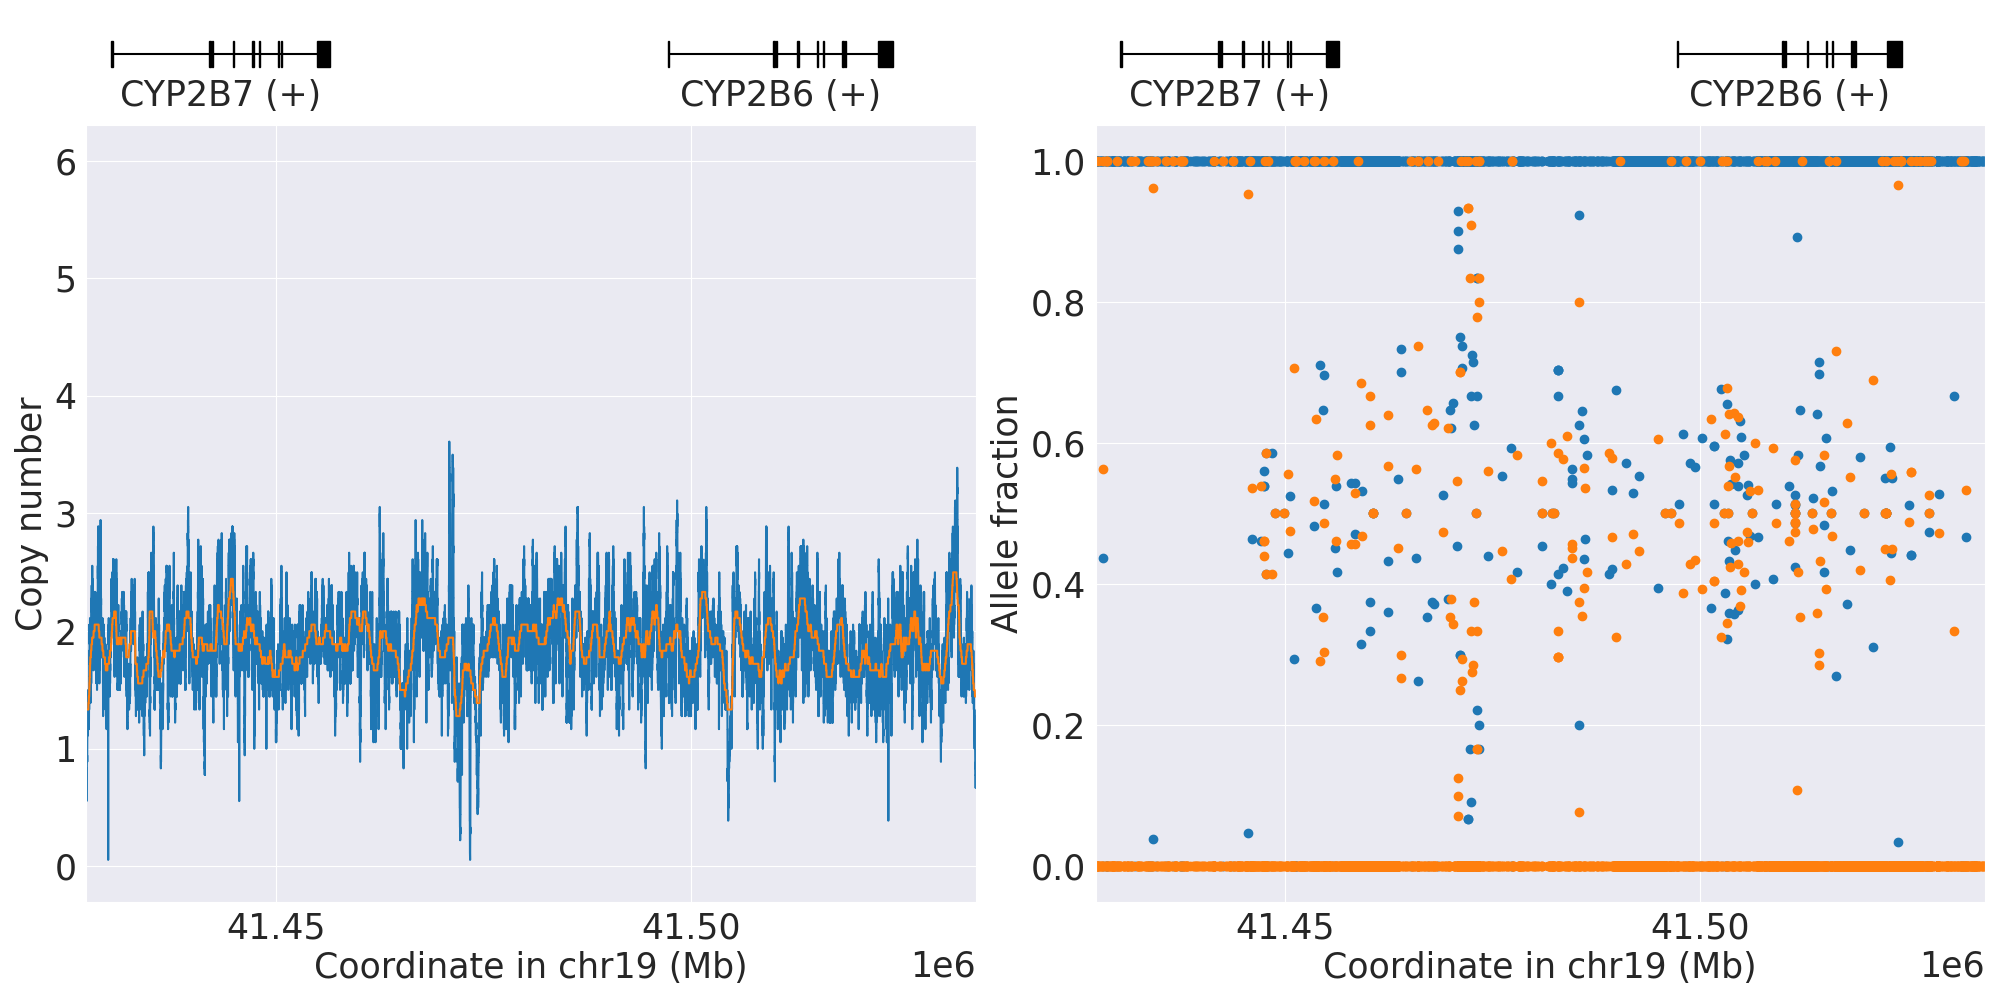 CYP2B7 (+)
CYP2B6 (+)
6
5
4
3
2
1
0
Copy number
41.45
41.50
Coordinate in chr19 (Mb)
1e6
CYP2B7 (+)
CYP2B6 (+)
1.0
0.8
0.6
0.4
0.2
0.0
Allele fraction
41.45
41.50
Coordinate in chr19 (Mb)
1e6